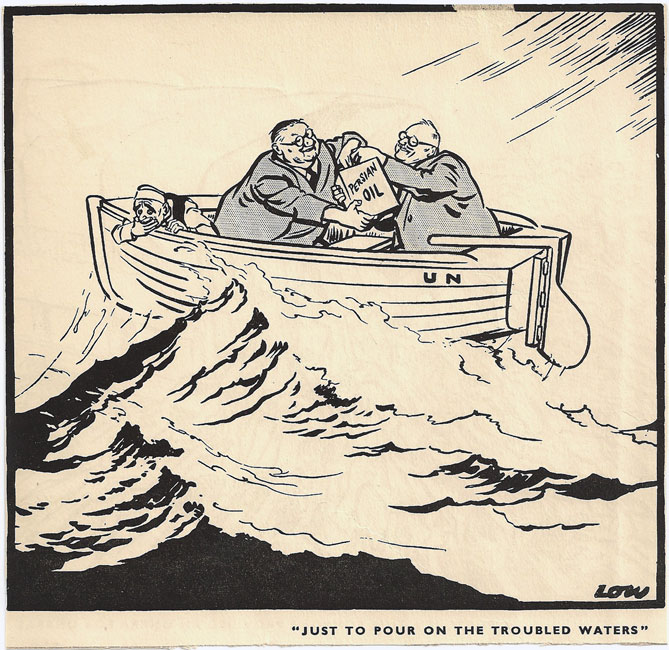 PERSIAN
OIL
UN
LOW
"JUST TO POUR ON THE TROUBLED WATERS"